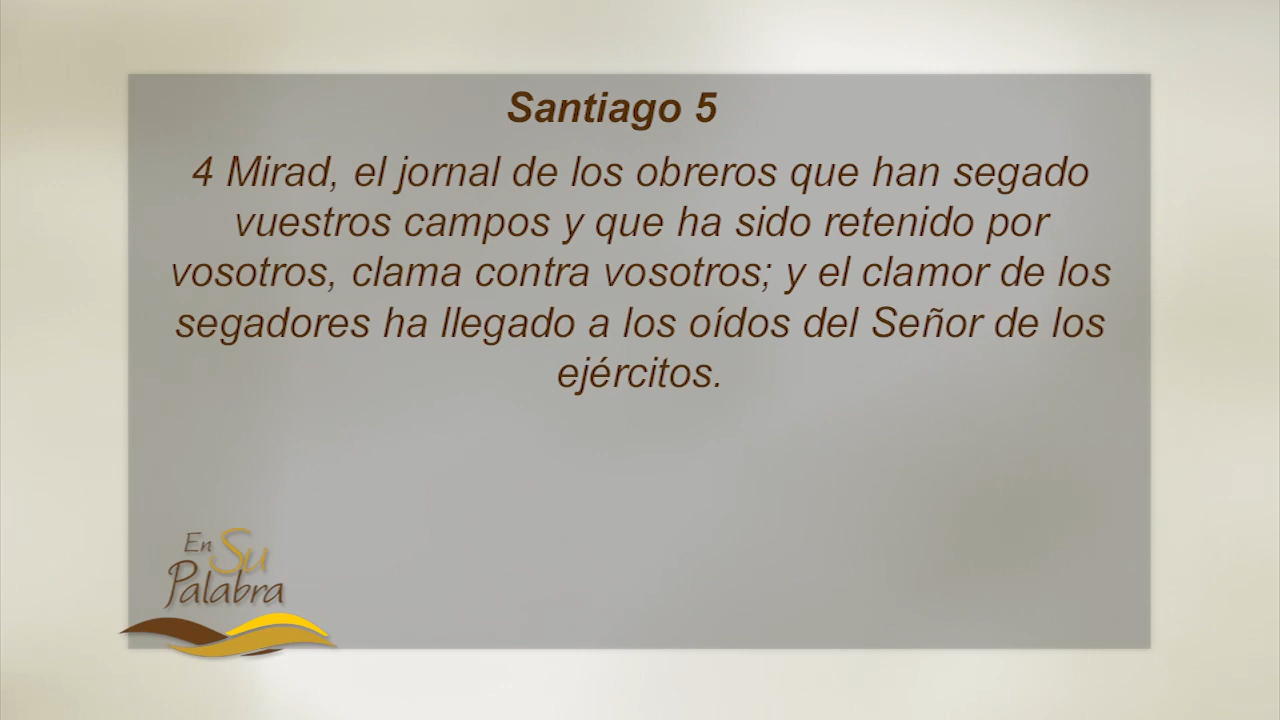 Santiago 5
4 Mirad, el jornal de los obreros que han segado
vuestros campos y que ha sido retenido por
vosotros, clama contra vosotros; y el clamor de los
segadores ha llegado a los oídos del Señor de los
ejércitos.
En Su
Palabra